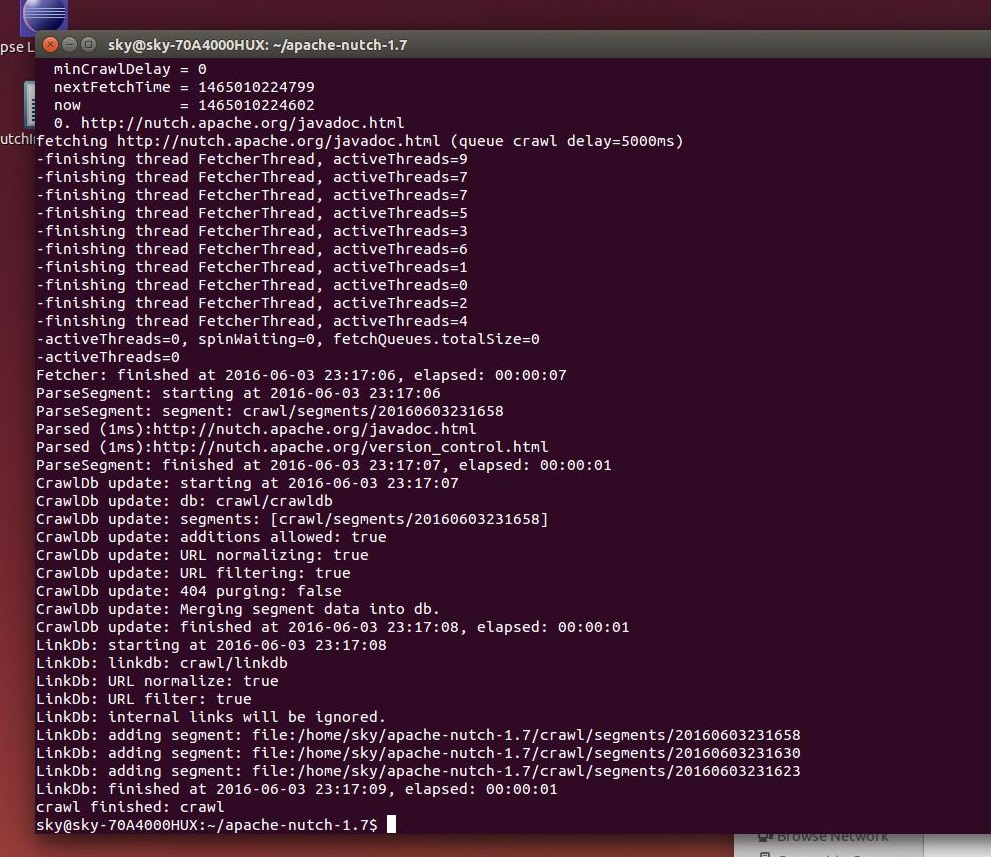 pse L
sky@sky-70A4000HUX: ~/apache-nutch-1.7
minCrawlDelay = 0
nextFetchTime = 1465010224799
now           = 1465010224602
0. http://nutch.apache.org/javadoc.html
utchI
fetching http://nutch.apache.org/javadoc.html (queue crawl delay=5000ms)
-finishing thread FetcherThread, activeThreads=9
-finishing thread FetcherThread, activeThreads=7
-finishing thread FetcherThread, activeThreads=7
-finishing thread FetcherThread, activeThreads=5
-finishing thread FetcherThread, activeThreads=3
-finishing thread FetcherThread, activeThreads=6
-finishing thread FetcherThread, activeThreads=1
-finishing thread FetcherThread, activeThreads=0
-finishing thread FetcherThread, activeThreads=2
-finishing thread FetcherThread, activeThreads=4
-activeThreads=0, spinWaiting=0, fetchQueues.totalSize=0
-activeThreads=0
Fetcher: finished at 2016-06-03 23:17:06, elapsed: 00:00:07
ParseSegment: starting at 2016-06-03 23:17:06
ParseSegment: segment: crawl/segments/20160603231658
Parsed (1ms):http://nutch.apache.org/javadoc.html
Parsed (1ms):http://nutch.apache.org/version_control.html
ParseSegment: finished at 2016-06-03 23:17:07, elapsed: 00:00:01
CrawlDb update: starting at 2016-06-03 23:17:07
CrawlDb update: db: crawl/crawldb
CrawlDb update: segments: [crawl/segments/20160603231658]
CrawlDb update: additions allowed: true
CrawlDb update: URL normalizing: true
CrawlDb update: URL filtering: true
CrawlDb update: 404 purging: false
CrawlDb update: Merging segment data into db.
CrawlDb update: finished at 2016-06-03 23:17:08, elapsed: 00:00:01
LinkDb: starting at 2016-06-03 23:17:08
LinkDb: linkdb: crawl/linkdb
LinkDb: URL normalize: true
LinkDb: URL filter: true
LinkDb: internal links will be ignored.
LinkDb: adding segment: file:/home/sky/apache-nutch-1.7/crawl/segments/20160603231658
LinkDb: adding segment: file:/home/sky/apache-nutch-1.7/crawl/segments/20160603231630
LinkDb: adding segment: file:/home/sky/apache-nutch-1.7/crawl/segments/20160603231623
LinkDb: finished at 2016-06-03 23:17:09, elapsed: 00:00:01
crawl finished: crawl
sky@sky-70A4000HUX:~/apache-nutch-1.7$
Browse Network